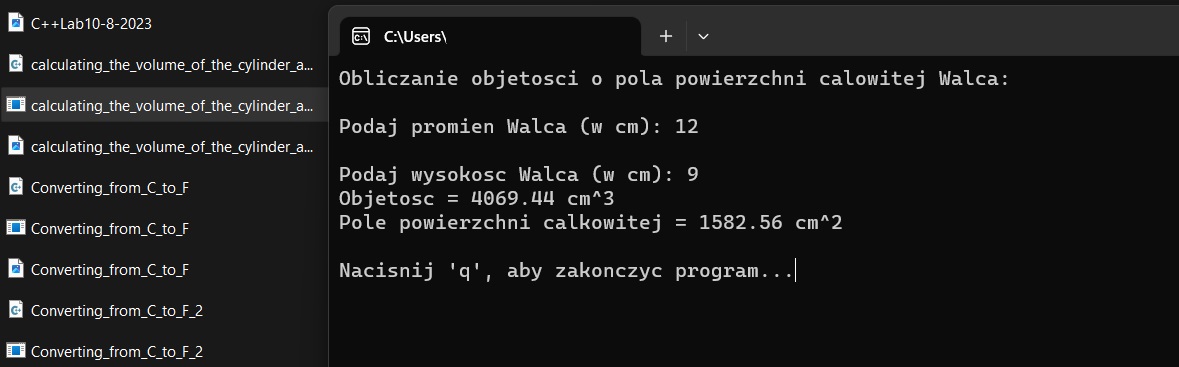 C++Lab10-8-2023
calculating_the_volume_of_the_cylinder_a...
calculating_the_volume_of_the_cylinder_a...
calculating_the_volume_of_the_cylinder_a...
Converting_from_C_to_F
Converting_from_C_to_F
Converting_from_C_to_F
Converting_from_C_to_F_2
Converting_from_C_to_F_2
C:\Users\
Obliczanie objetosci o pola powierzchni calowitej Walca:
Podaj promien Walca (w cm): 12
Podaj wysokosc Walca (w cm): 9
Objetosc = 4069.44 cm^3
Pole powierzchni calkowitej = 1582.56 cm^2
Nacisnij 'q', aby zakonczyc program...